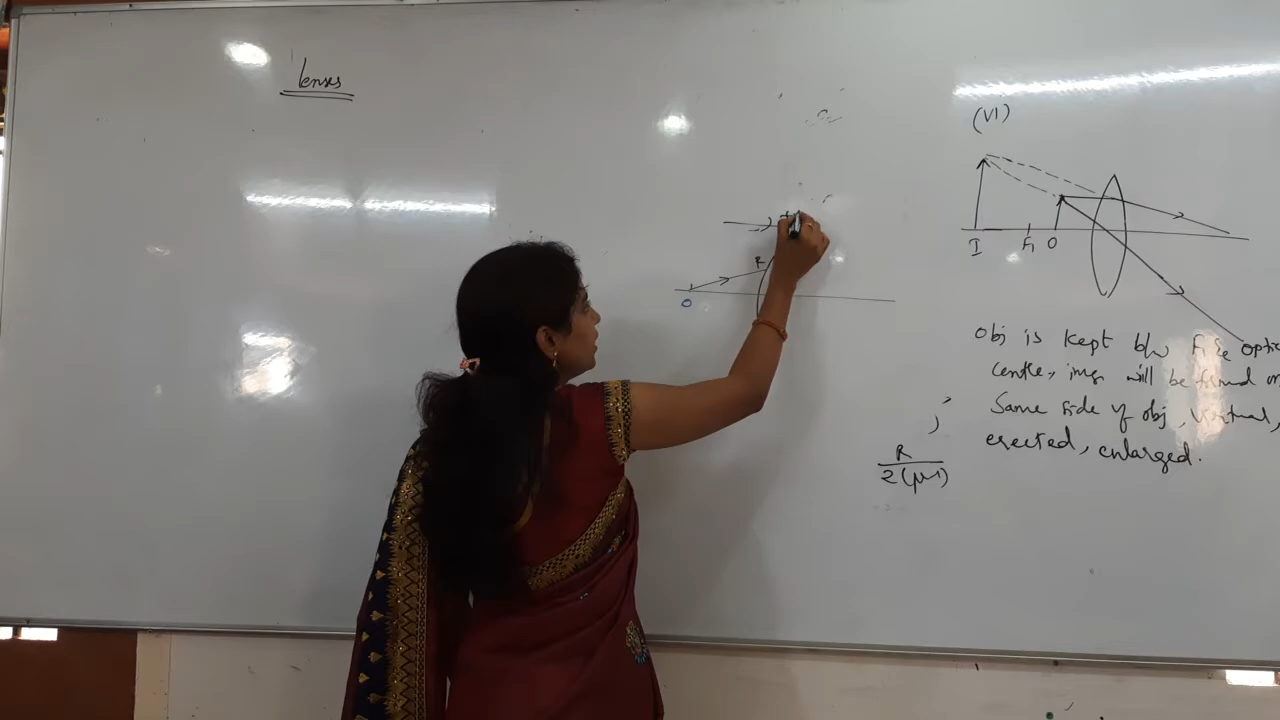 Lenses
(VI)
R
O
I F₁ O
Obj is kept b/w F₁ & optic
centre, img will be formed on
Same side of obj, virtual,
erected, enlarged.
R
2(μ-1)